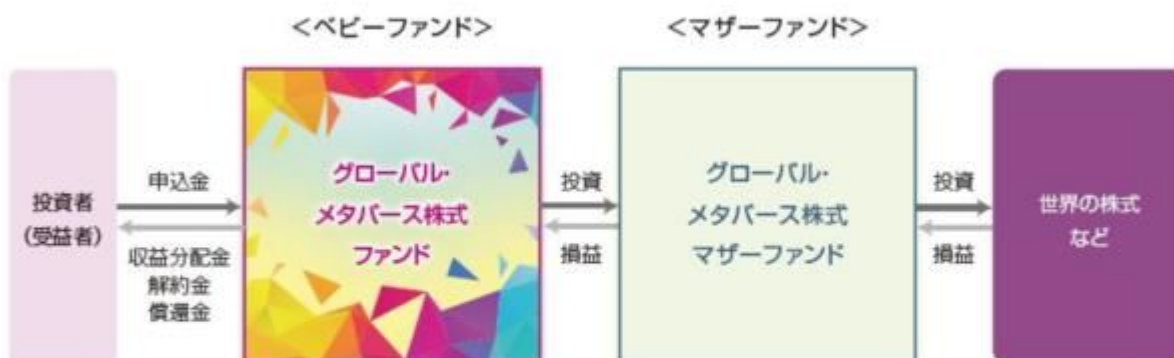 <ベビーファンド>
<マザーファンド>
投資者
(受益者)
申込金
収益分配金
解約金
償還金
グローバル・
メタバース株式
ファンド
投資
損益
グローバル・
メタバース株式
マザーファンド
投資
損益
世界の株式
など